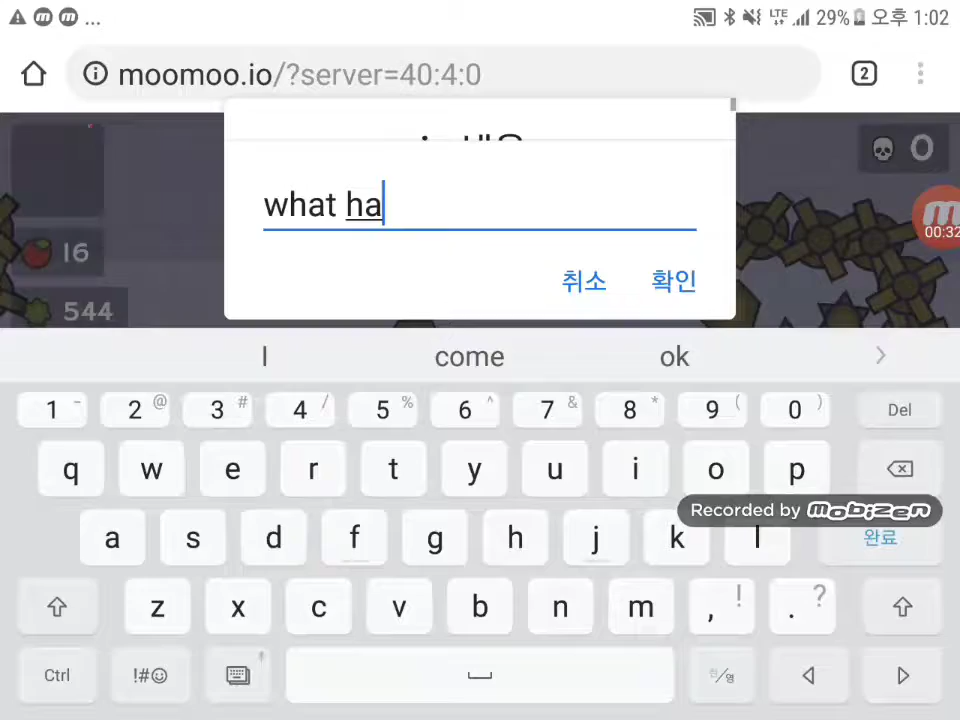 ... LTE 29% 오후 1:02
moomoo.io/?server=40:4:0 2
0
what ha
00:32
16
취소 확인
544
I come ok
1 - 2 @ 3 # 4 / 5 % 6 ^ 7 & 8 * 9 ( 0 ) Del
q w e r t y u i o p
Recorded by mobizen
a s d f g h j k l 완료
z x c v b n m , ! . ?
Ctrl !#☺ 한/영